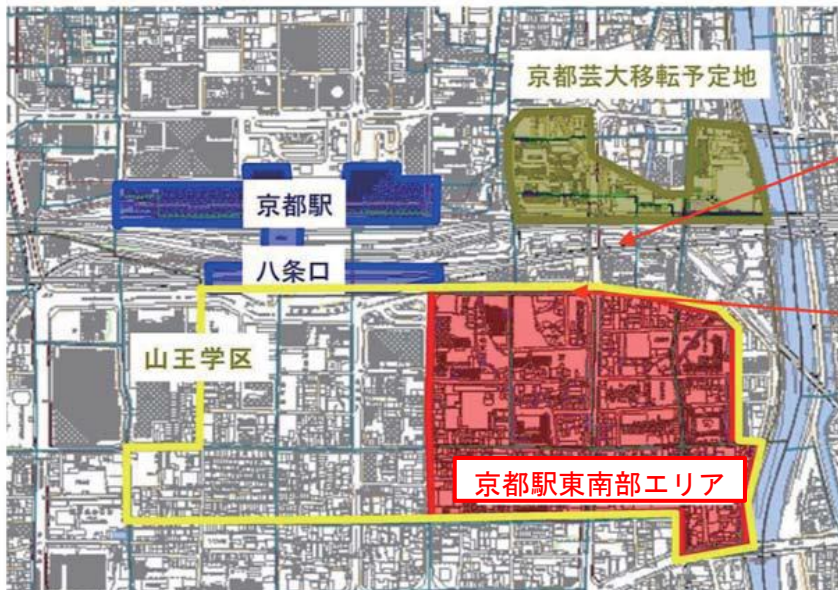 京都芸大移転予定地
京都駅
八条口
山王学区
京都駅東南部エリア